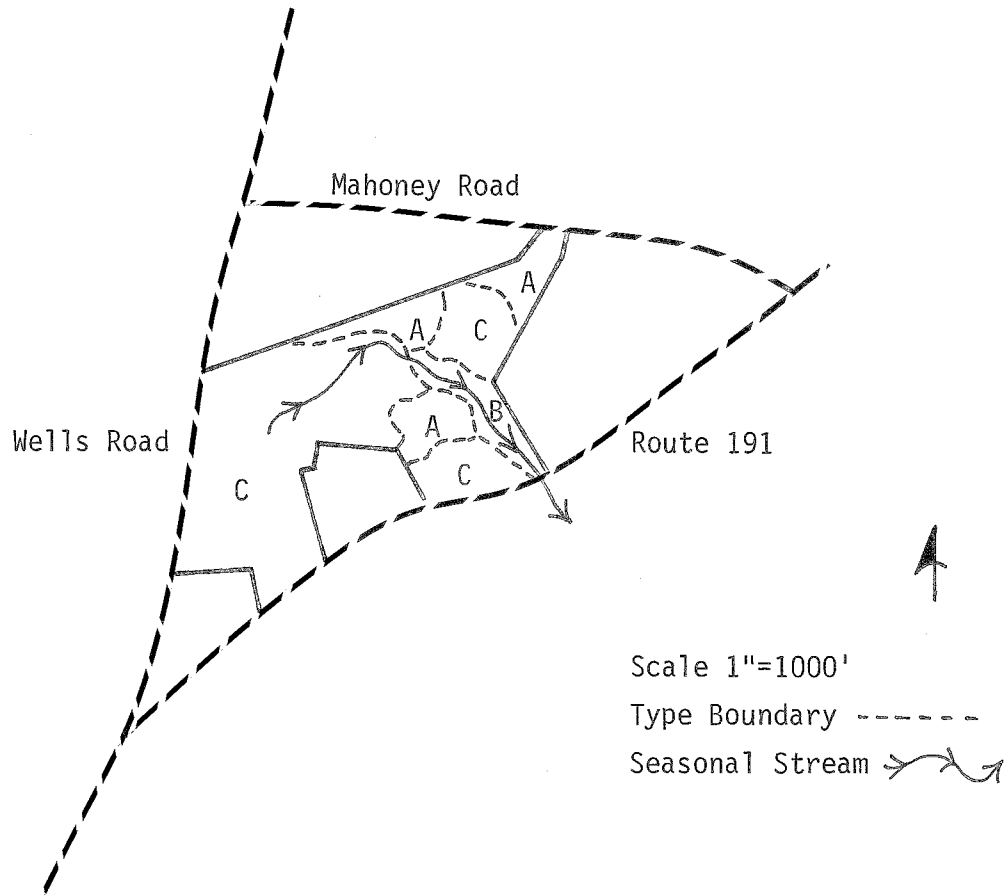 Mahoney Road
A
A
C
B
Wells Road
A
Route 191
C
C
Scale 1"=1000'
Type Boundary
Seasonal Stream